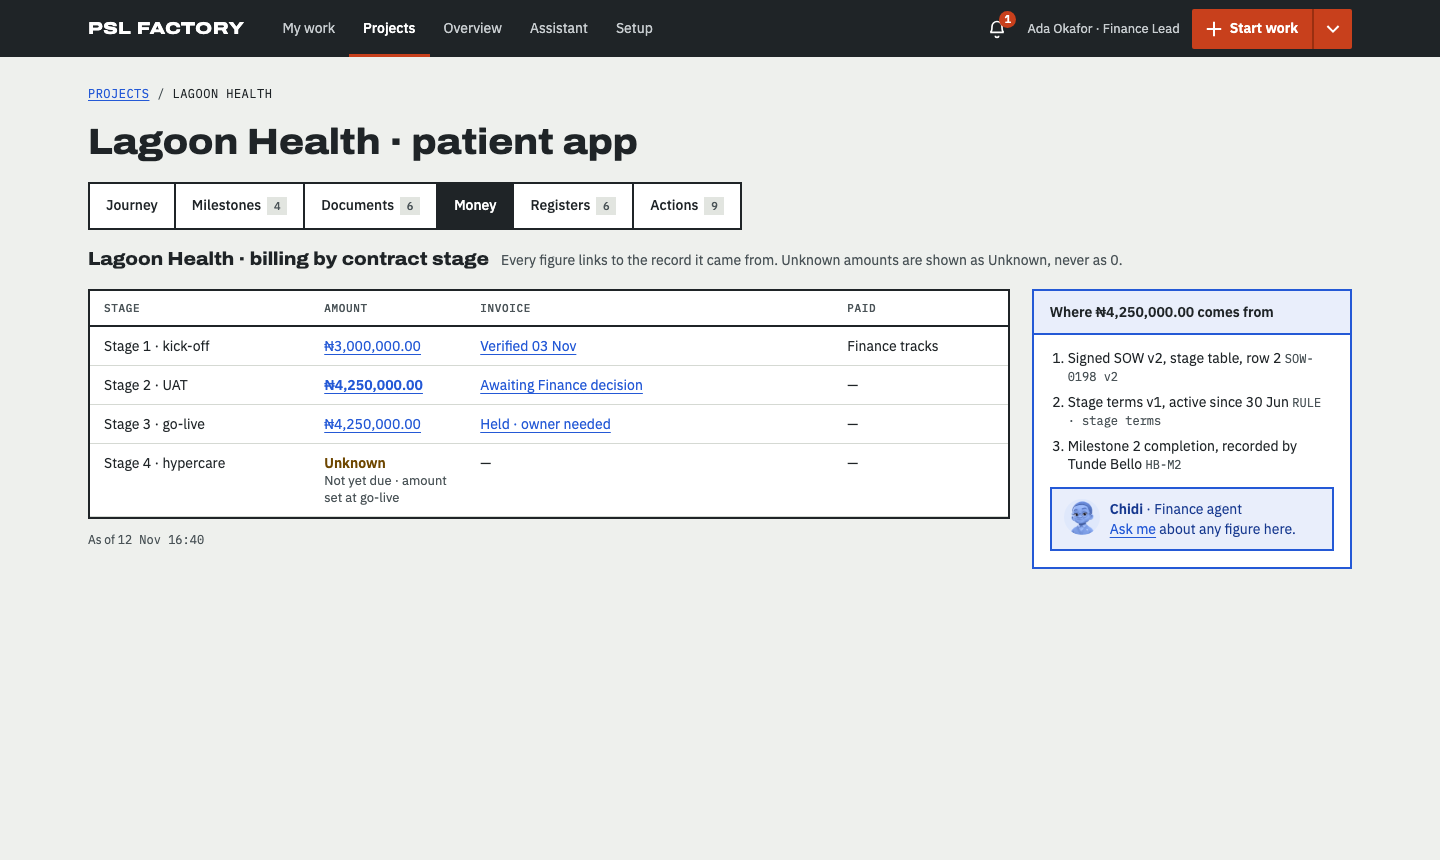 PSL FACTORY My work Projects Overview Assistant Setup 1 Ada Okafor · Finance Lead Start work
PROJECTS / LAGOON HEALTH
Lagoon Health · patient app
Journey Milestones 4 Documents 6 Money Registers 6 Actions 9
Lagoon Health · billing by contract stage Every figure links to the record it came from. Unknown amounts are shown as Unknown, never as 0.
STAGE AMOUNT INVOICE PAID
Stage 1 · kick-off ₦3,000,000.00 Verified 03 Nov Finance tracks
Stage 2 · UAT ₦4,250,000.00 Awaiting Finance decision —
Stage 3 · go-live ₦4,250,000.00 Held · owner needed —
Stage 4 · hypercare Unknown — —
Not yet due · amount
set at go-live
As of 12 Nov 16:40
Where ₦4,250,000.00 comes from
1. Signed SOW v2, stage table, row 2 SOW-
0198 v2
2. Stage terms v1, active since 30 Jun RULE
· stage terms
3. Milestone 2 completion, recorded by
Tunde Bello HB-M2
Chidi · Finance agent
Ask me about any figure here.